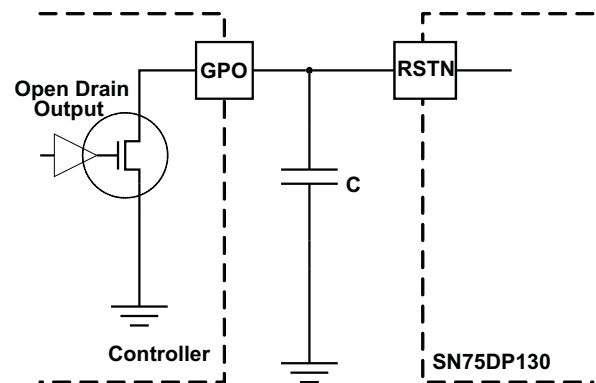 GPO
RSTN
Open Drain
Output
C
Controller
SN75DP130